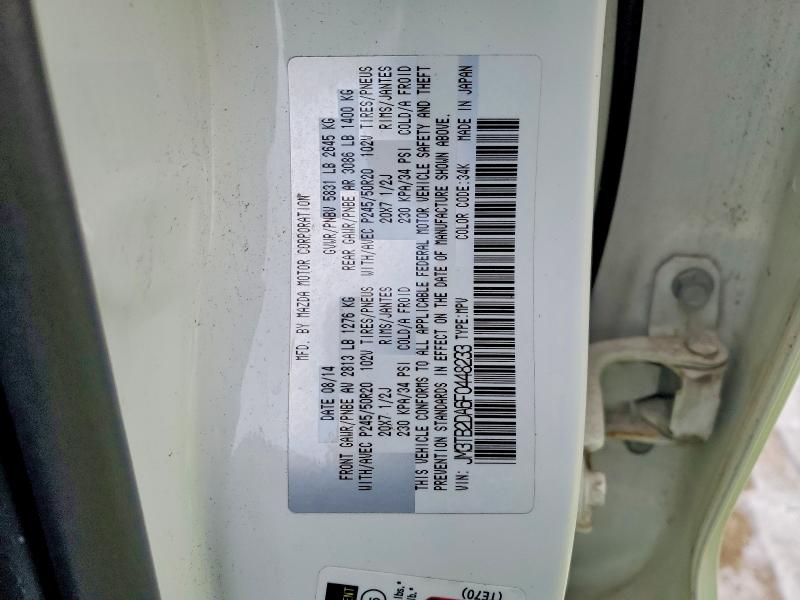 MFD. BY MAZDA MOTOR CORPORATION
DATE 08/14
GVWR/PNBV 5831 LB 2645 KG
FRONT GAWR/PNBE AV 2813 LB 1276 KG
REAR GAWR/PNBE AR 3086 LB 1400 KG
WITH/AVEC P245/50R20 102V TIRES/PNEUS
WITH/AVEC P245/50R20 102V TIRES/PNEUS
20X7 1/2J RIMS/JANTES
20X7 1/2J RIMS/JANTES
230 KPA/34 PSI COLD/A FROID
230 KPA/34 PSI COLD/A FROID
THIS VEHICLE CONFORMS TO ALL APPLICABLE FEDERAL MOTOR VEHICLE SAFETY AND THEFT
PREVENTION STANDARDS IN EFFECT ON THE DATE OF MANUFACTURE SHOWN ABOVE.
VIN: JM3TB2DA6F0448233 TYPE:MPV COLOR CODE:34K MADE IN JAPAN
(1E70)